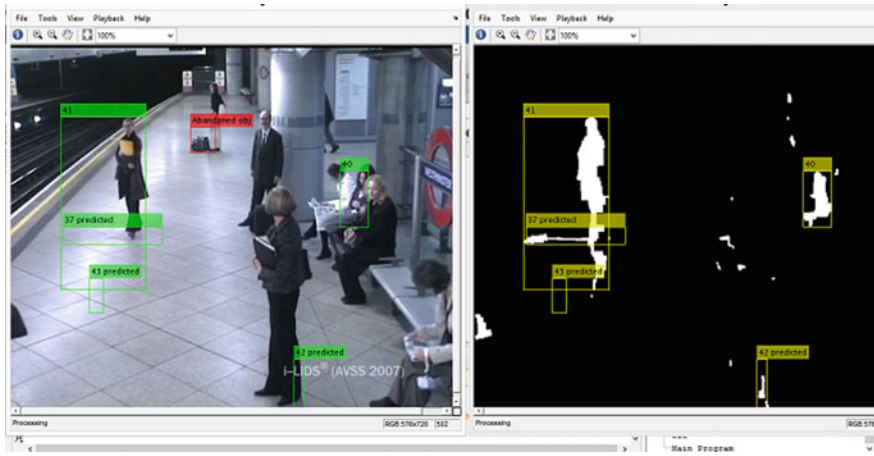 File Tools View Playback Help
100%
41
Abandoned obj
40
37 predicted
43 predicted
42 predicted
i-LIDS (AVSS 2007)
Processing
RGB:576x720 502
File Tools View Playback Help
100%
41
40
37 predicted
43 predicted
42 predicted
Processing
RGB:576
Main Program